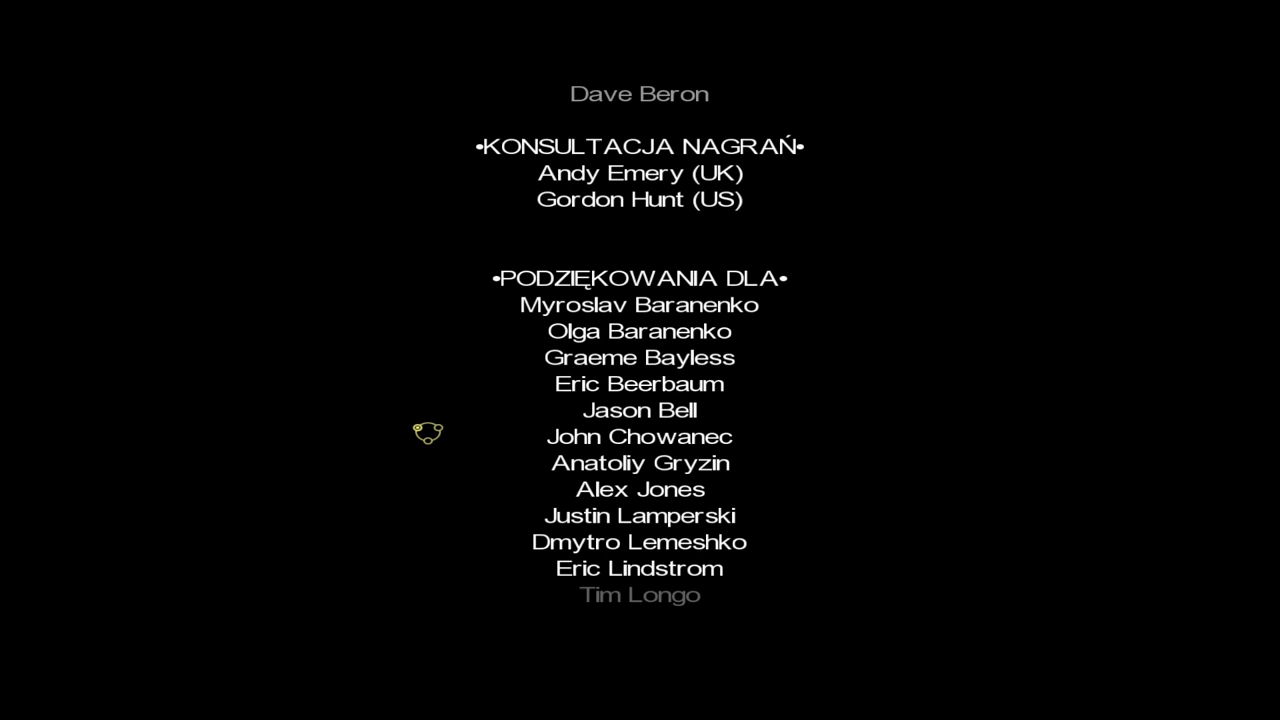 Dave Beron
•KONSULTACJA NAGRAŃ•
Andy Emery (UK)
Gordon Hunt (US)
•PODZIĘKOWANIA DLA•
Myroslav Baranenko
Olga Baranenko
Graeme Bayless
Eric Beerbaum
Jason Bell
John Chowanec
Anatoliy Gryzin
Alex Jones
Justin Lamperski
Dmytro Lemeshko
Eric Lindstrom
Tim Longo